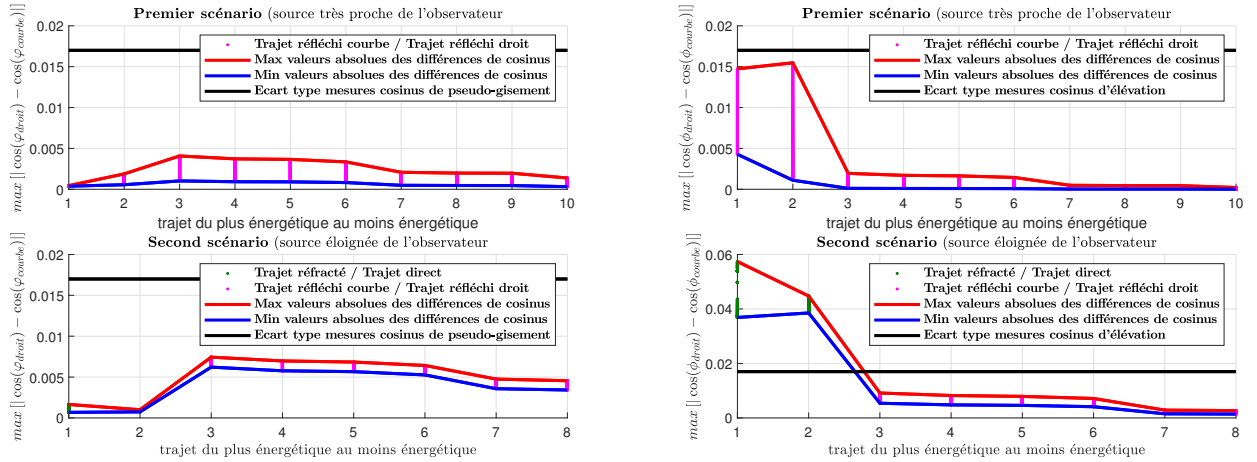 Premier scénario (source très proche de l'observateur
max [|| cos(φ_droit) − cos(φ_courbe)|]
0.02
0.015
0.01
0.005
0
Trajet réfléchi courbe / Trajet réfléchi droit
Max valeurs absolues des différences de cosinus
Min valeurs absolues des différences de cosinus
Ecart type mesures cosinus de pseudo-gisement
1 2 3 4 5 6 7 8 9 10
trajet du plus énergétique au moins énergétique
Premier scénario (source très proche de l'observateur
max [|| cos(ϕ_droit) − cos(ϕ_courbe)|]
0.02
0.015
0.01
0.005
0
Trajet réfléchi courbe / Trajet réfléchi droit
Max valeurs absolues des différences de cosinus
Min valeurs absolues des différences de cosinus
Ecart type mesures cosinus d'élévation
1 2 3 4 5 6 7 8 9 10
trajet du plus énergétique au moins énergétique
Second scénario (source éloignée de l'observateur
max [|| cos(φ_droit) − cos(φ_courbe)|]
0.02
0.015
0.01
0.005
0
Trajet réfracté / Trajet direct
Trajet réfléchi courbe / Trajet réfléchi droit
Max valeurs absolues des différences de cosinus
Min valeurs absolues des différences de cosinus
Ecart type mesures cosinus de pseudo-gisement
1 2 3 4 5 6 7 8
trajet du plus énergétique au moins énergétique
Second scénario (source éloignée de l'observateur
max [|| cos(ϕ_droit) − cos(ϕ_courbe)|]
0.06
0.04
0.02
0
Trajet réfracté / Trajet direct
Trajet réfléchi courbe / Trajet réfléchi droit
Max valeurs absolues des différences de cosinus
Min valeurs absolues des différences de cosinus
Ecart type mesures cosinus d'élévation
1 2 3 4 5 6 7 8
trajet du plus énergétique au moins énergétique